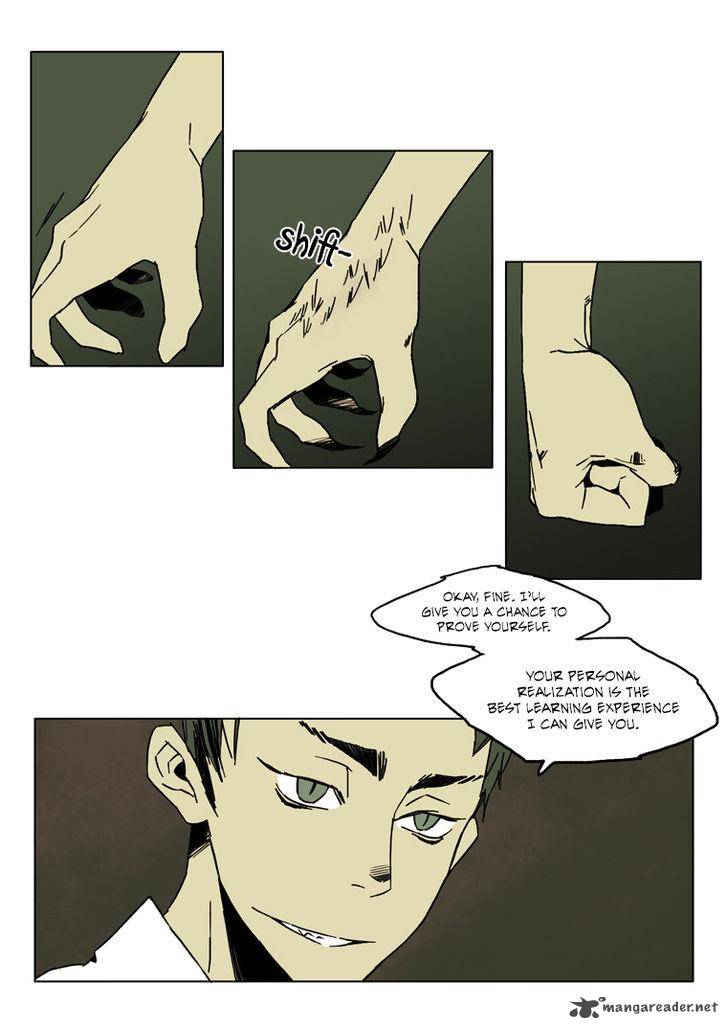 shift-
OKAY, FINE. I'LL
GIVE YOU A CHANCE TO
PROVE YOURSELF.
YOUR PERSONAL
REALIZATION IS THE
BEST LEARNING EXPERIENCE
I CAN GIVE YOU.
mangareader.net